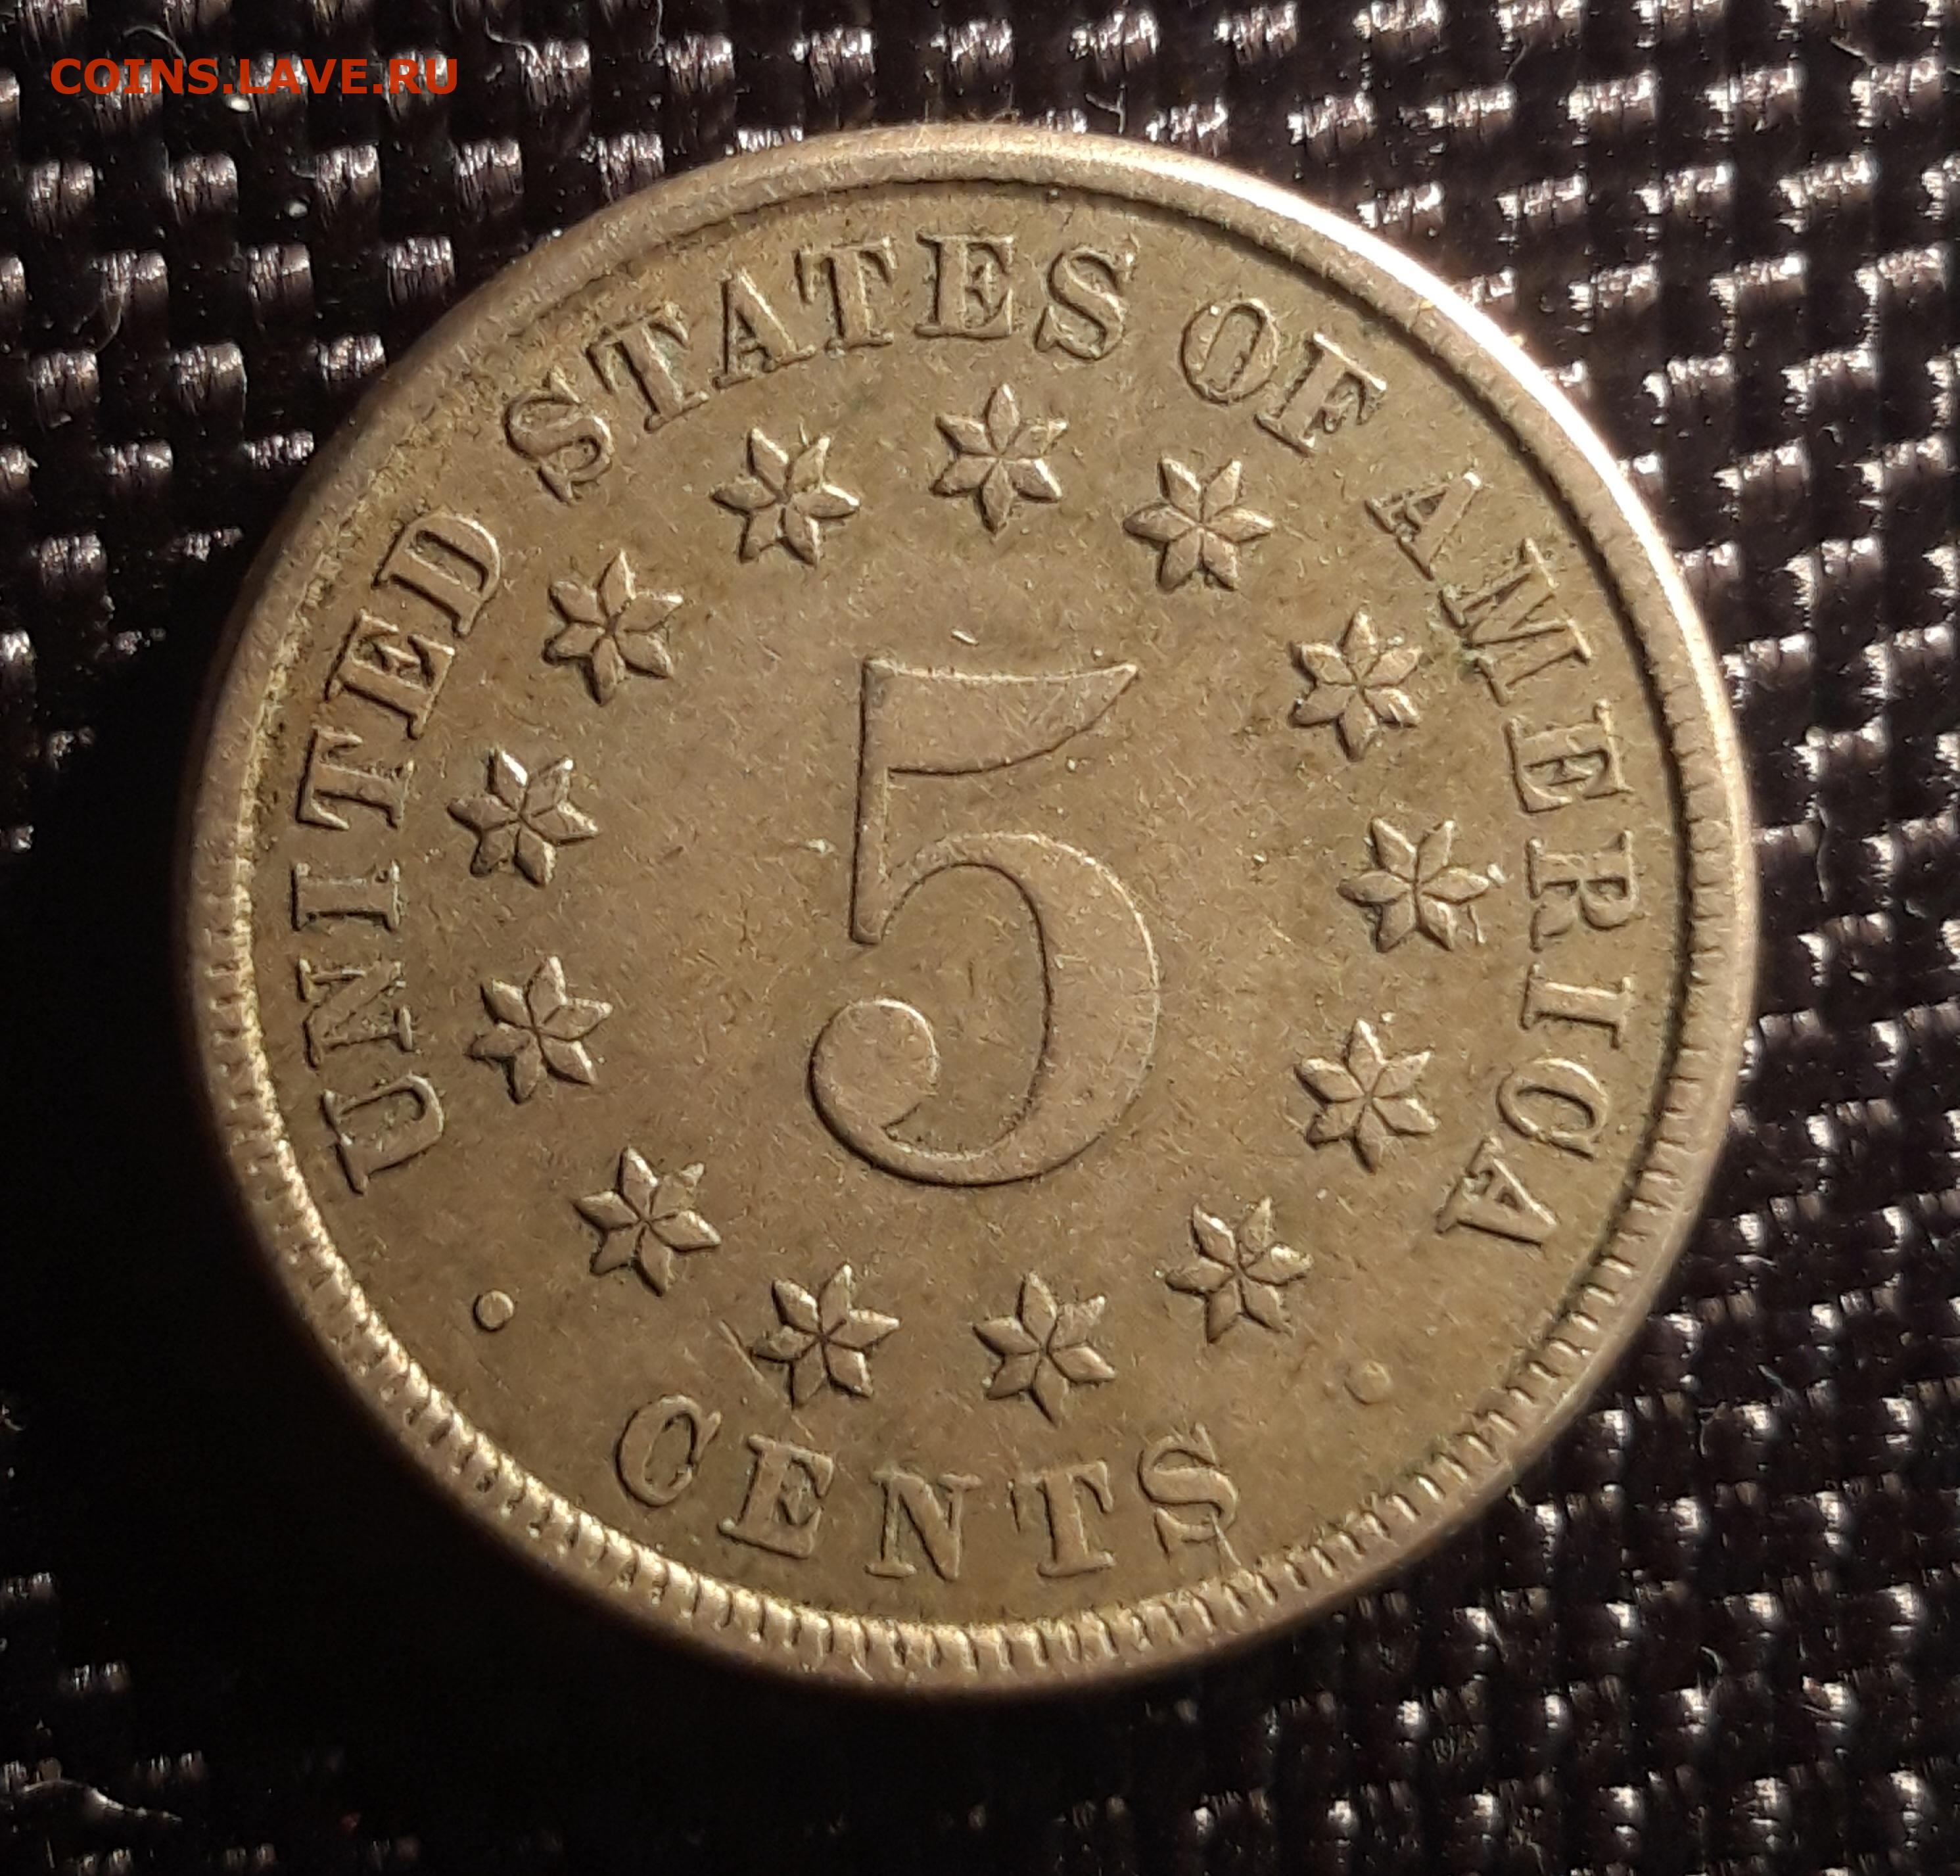 COINS.LAVE.RU
UNITED STATES OF AMERICA
5
• CENTS •